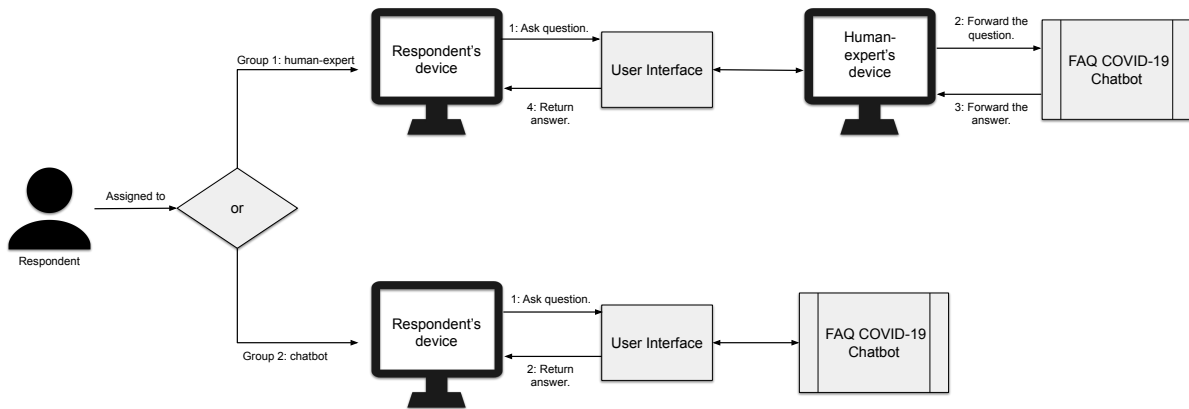 1: Ask question.
2: Forward the
question.
Respondent's
device
Human-
expert's
device
FAQ COVID-19
Chatbot
Group 1: human-expert
User Interface
4: Return
answer.
3: Forward the
answer.
Assigned to
or
Respondent
1: Ask question.
Respondent's
device
FAQ COVID-19
Chatbot
User Interface
Group 2: chatbot
2: Return
answer.